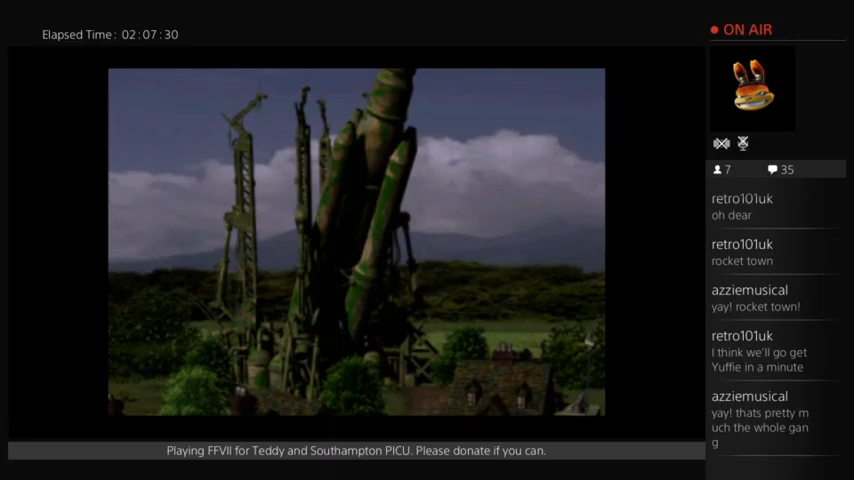 Elapsed Time: 02:07:30
ON AIR
7
35
retro101uk
oh dear
retro101uk
rocket town
azziemusical
yay! rocket town!
retro101uk
I think we'll go get
Yuffie in a minute
azziemusical
yay! thats pretty m
uch the whole gan
g
Playing FFVII for Teddy and Southampton PICU. Please donate if you can.